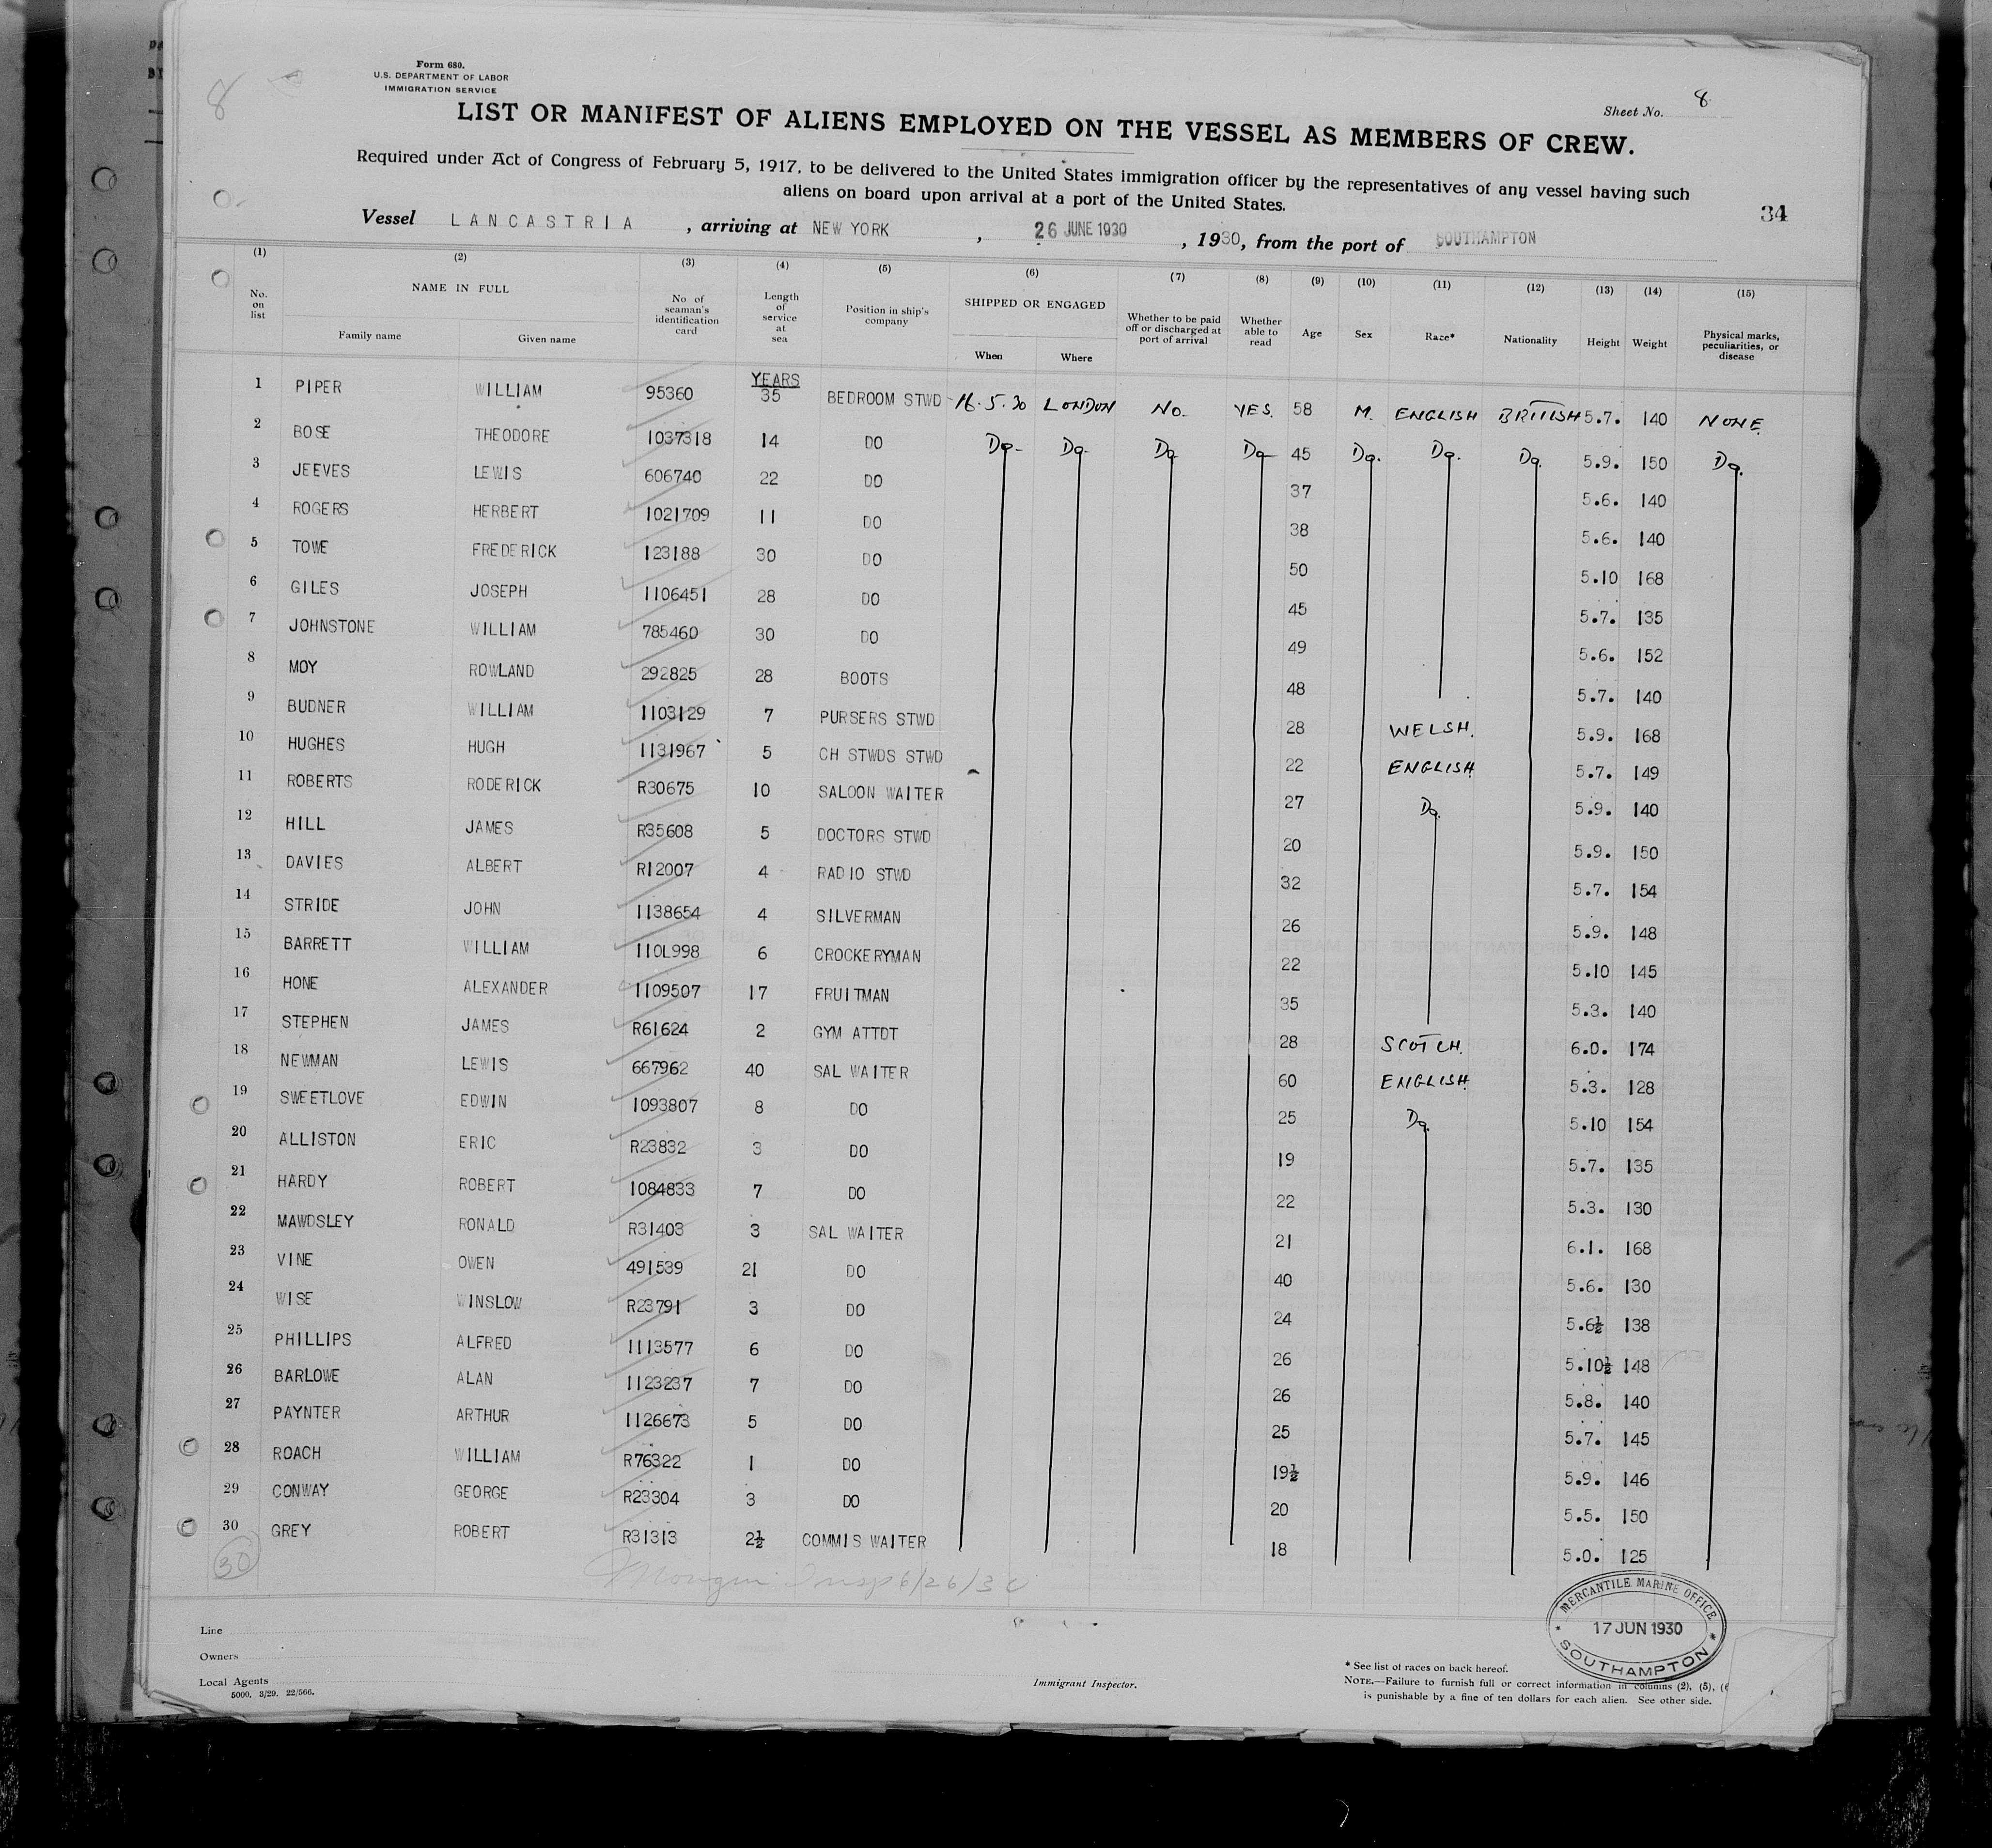 8
Form 680.
U.S. DEPARTMENT OF LABOR
IMMIGRATION SERVICE
Sheet No. 8
LIST OR MANIFEST OF ALIENS EMPLOYED ON THE VESSEL AS MEMBERS OF CREW.
Required under Act of Congress of February 5, 1917, to be delivered to the United States immigration officer by the representatives of any vessel having such
aliens on board upon arrival at a port of the United States.
34
Vessel LANCASTRIA, arriving at NEW YORK, 26 JUNE 1930, 1930, from the port of SOUTHAMPTON
(1) (2) (3) (4) (5) (6) (7) (8) (9) (10) (11) (12) (13) (14) (15)
No. on list NAME IN FULL Family name Given name No of seaman's identification card Length of service at sea Position in ship's company SHIPPED OR ENGAGED When Where Whether to be paid off or discharged at port of arrival Whether able to read Age Sex Race* Nationality Height Weight Physical marks, peculiarities, or disease
YEARS
1 PIPER WILLIAM 95360 35 BEDROOM STWD 16.5.30 LONDON NO. YES. 58 M. ENGLISH BRITISH 5.7. 140 NONE.
2 BOSE THEODORE 1037318 14 DO Do. Do. Do Do 45 Do. Do. Do. 5.9. 150 Do.
3 JEEVES LEWIS 606740 22 DO 37 5.6. 140
4 ROGERS HERBERT 1021709 11 DO 38 5.6. 140
5 TOWE FREDERICK 123188 30 DO 50 5.10 168
6 GILES JOSEPH 1106451 28 DO 45 5.7. 135
7 JOHNSTONE WILLIAM 785460 30 DO 49 5.6. 152
8 MOY ROWLAND 292825 28 BOOTS 48 5.7. 140
9 BUDNER WILLIAM 1103129 7 PURSERS STWD 28 WELSH. 5.9. 168
10 HUGHES HUGH 1131967 5 CH STWDS STWD 22 ENGLISH 5.7. 149
11 ROBERTS RODERICK R30675 10 SALOON WAITER 27 Do. 5.9. 140
12 HILL JAMES R35608 5 DOCTORS STWD 20 5.9. 150
13 DAVIES ALBERT R12007 4 RADIO STWD 32 5.7. 154
14 STRIDE JOHN 1138654 4 SILVERMAN 26 5.9. 148
15 BARRETT WILLIAM 110L998 6 CROCKERYMAN 22 5.10 145
16 HONE ALEXANDER 1109507 17 FRUITMAN 35 5.3. 140
17 STEPHEN JAMES R61624 2 GYM ATTDT 28 SCOTCH. 6.0. 174
18 NEWMAN LEWIS 667962 40 SAL WAITER 60 ENGLISH 5.3. 128
19 SWEETLOVE EDWIN 1093807 8 DO 25 Do. 5.10 154
20 ALLISTON ERIC R23832 3 DO 19 5.7. 135
21 HARDY ROBERT 1084833 7 DO 22 5.3. 130
22 MAWDSLEY RONALD R31403 3 SAL WAITER 21 6.1. 168
23 VINE OWEN 491539 21 DO 40 5.6. 130
24 WISE WINSLOW R23791 3 DO 24 5.6½ 138
25 PHILLIPS ALFRED 1113577 6 DO 26 5.10½ 148
26 BARLOWE ALAN 1123237 7 DO 26 5.8. 140
27 PAYNTER ARTHUR 1126673 5 DO 25 5.7. 145
28 ROACH WILLIAM R76322 1 DO 19½ 5.9. 146
29 CONWAY GEORGE R23304 3 DO 20 5.5. 150
30 GREY ROBERT R31313 2½ COMMIS WAITER 18 5.0. 125
30
Insp 6/26/30
MERCANTILE MARINE OFFICE
17 JUN 1930
SOUTHAMPTON
Line
Owners
Local Agents
5000. 3/29. 22/566.
Immigrant Inspector.
* See list of races on back hereof.
NOTE.—Failure to furnish full or correct information in columns (2), (5), (6
is punishable by a fine of ten dollars for each alien. See other side.